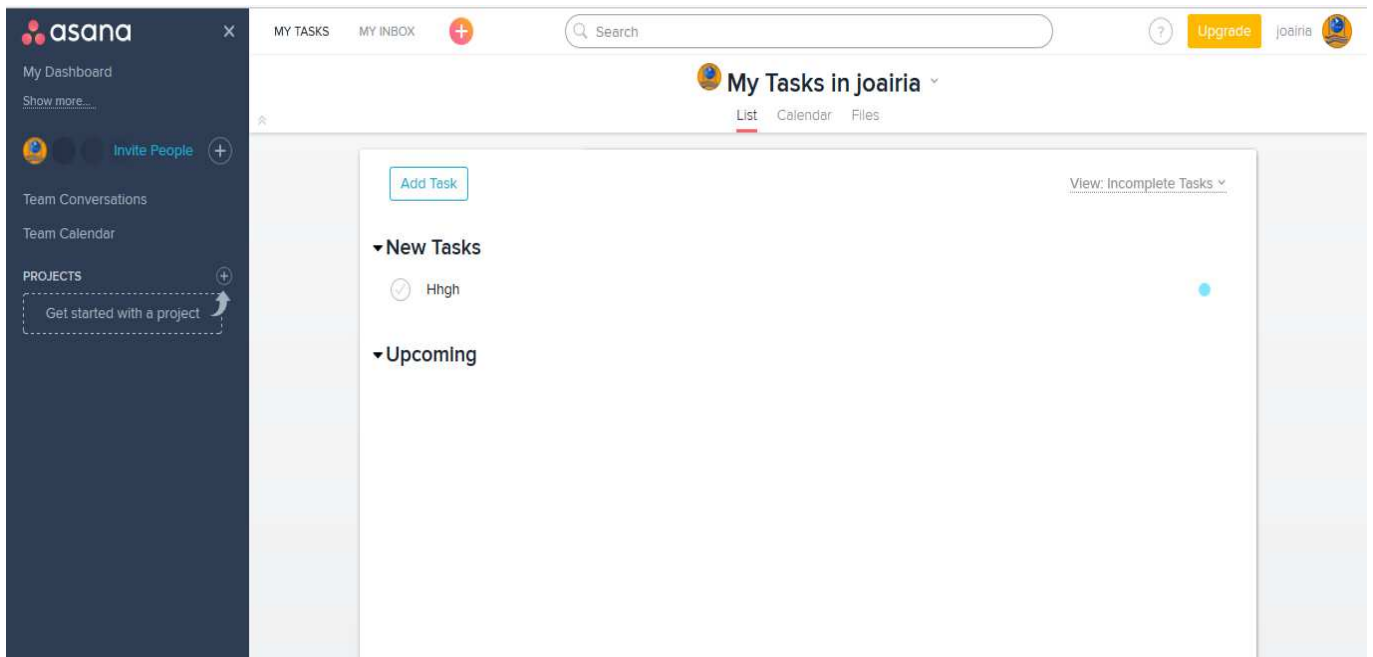 asana
×
My Dashboard
Show more...
Invite People
Team Conversations
Team Calendar
PROJECTS
Get started with a project
MY TASKS MY INBOX
Search
? Upgrade joairia
My Tasks in joairia
List Calendar Files
Add Task
View: Incomplete Tasks
New Tasks
Hhgh
Upcoming